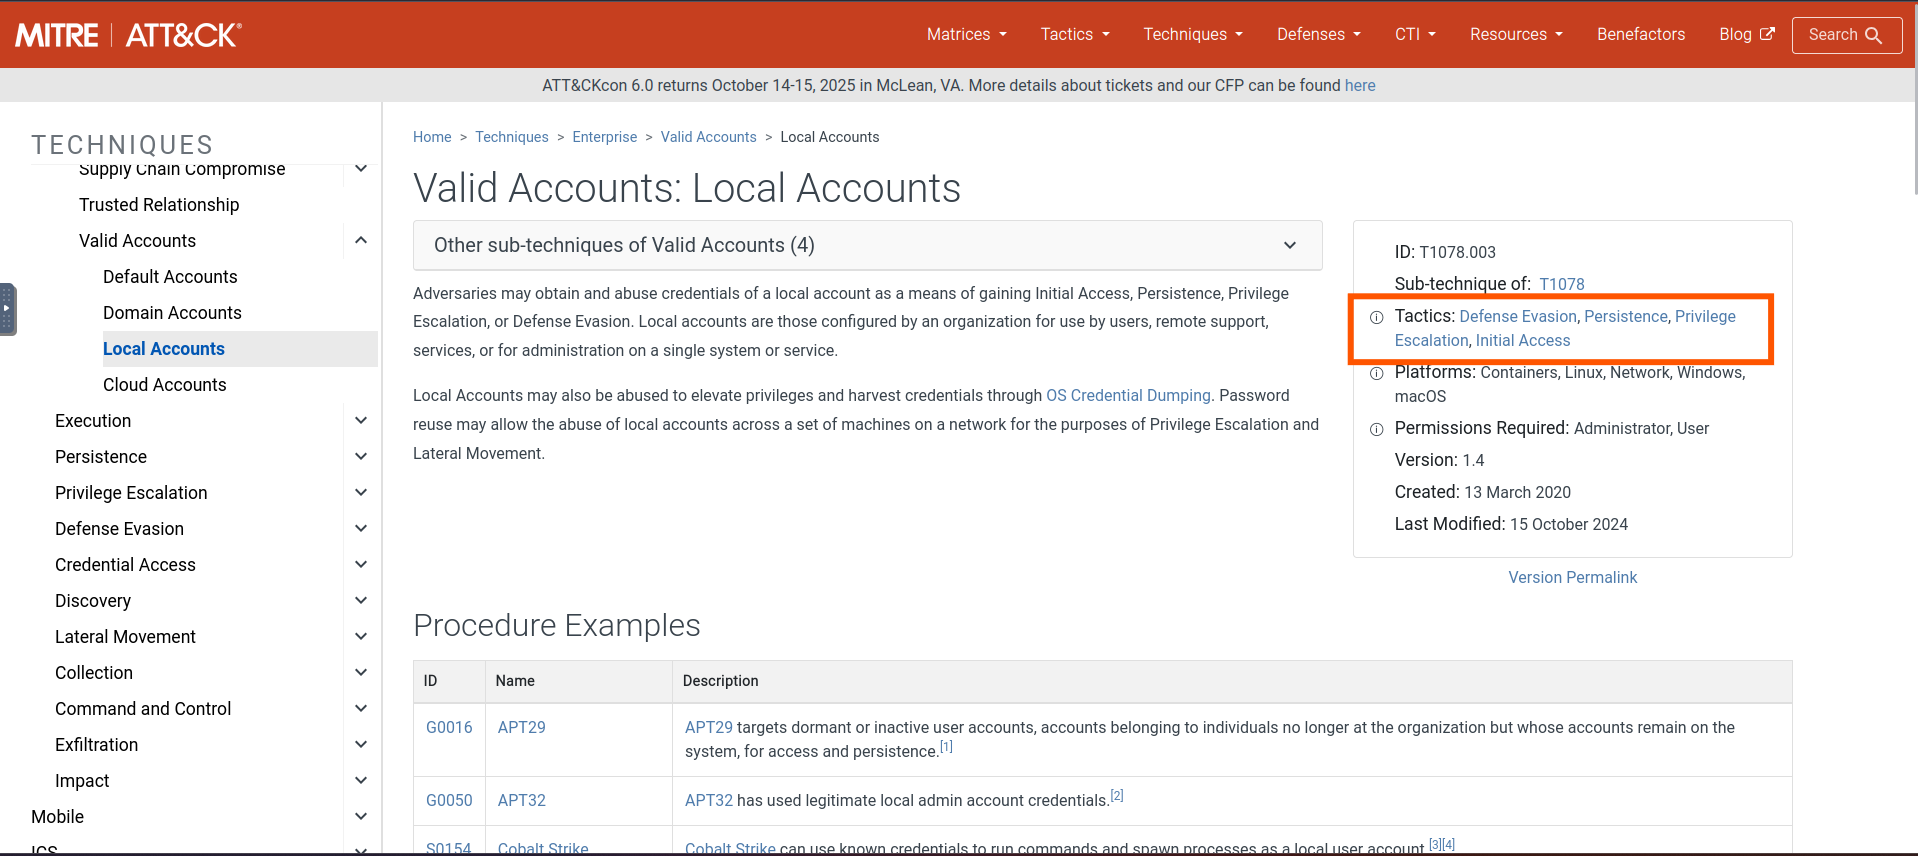 MITRE | ATT&CK®
Matrices
Tactics
Techniques
Defenses
CTI
Resources
Benefactors
Blog
Search
ATT&CKcon 6.0 returns October 14-15, 2025 in McLean, VA. More details about tickets and our CFP can be found here
TECHNIQUES
Supply Chain Compromise
Trusted Relationship
Valid Accounts
Default Accounts
Domain Accounts
Local Accounts
Cloud Accounts
Execution
Persistence
Privilege Escalation
Defense Evasion
Credential Access
Discovery
Lateral Movement
Collection
Command and Control
Exfiltration
Impact
Mobile
ICS
Home > Techniques > Enterprise > Valid Accounts > Local Accounts
Valid Accounts: Local Accounts
Other sub-techniques of Valid Accounts (4)
Adversaries may obtain and abuse credentials of a local account as a means of gaining Initial Access, Persistence, Privilege
Escalation, or Defense Evasion. Local accounts are those configured by an organization for use by users, remote support,
services, or for administration on a single system or service.
Local Accounts may also be abused to elevate privileges and harvest credentials through OS Credential Dumping. Password
reuse may allow the abuse of local accounts across a set of machines on a network for the purposes of Privilege Escalation and
Lateral Movement.
ID: T1078.003
Sub-technique of: T1078
Tactics: Defense Evasion, Persistence, Privilege
Escalation, Initial Access
Platforms: Containers, Linux, Network, Windows,
macOS
Permissions Required: Administrator, User
Version: 1.4
Created: 13 March 2020
Last Modified: 15 October 2024
Version Permalink
Procedure Examples
ID Name Description
G0016 APT29 APT29 targets dormant or inactive user accounts, accounts belonging to individuals no longer at the organization but whose accounts remain on the
system, for access and persistence.[1]
G0050 APT32 APT32 has used legitimate local admin account credentials.[2]
S0154 Cobalt Strike Cobalt Strike can use known credentials to run commands and spawn processes as a local user account.[3][4]